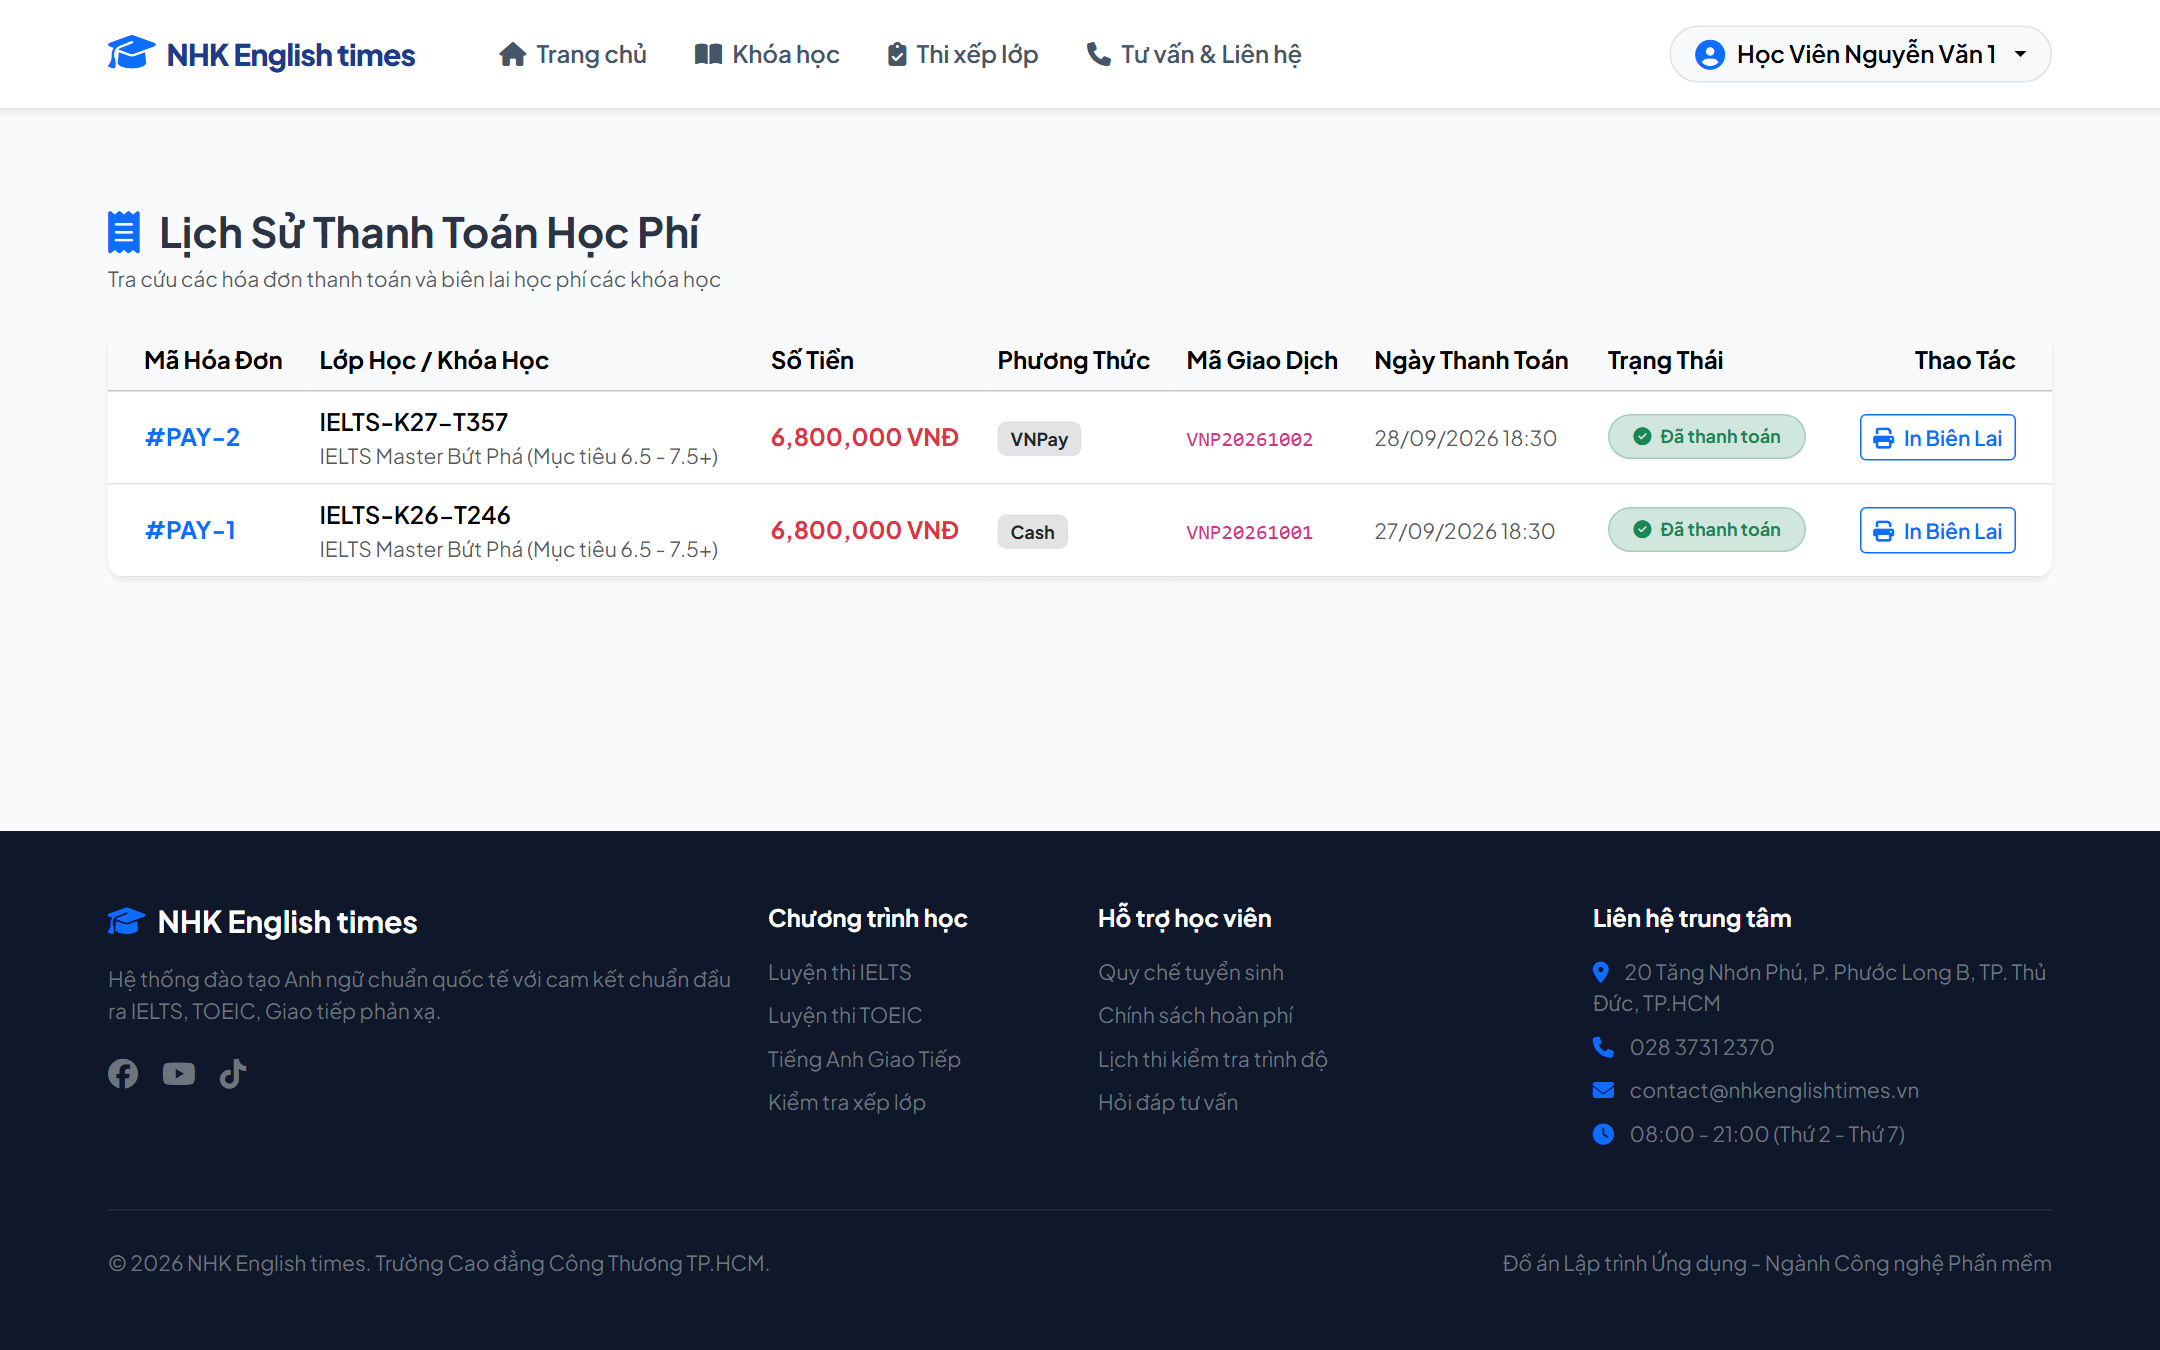 NHK English times
Trang chủ
Khóa học
Thi xếp lớp
Tư vấn & Liên hệ
Học Viên Nguyễn Văn 1
Lịch Sử Thanh Toán Học Phí
Tra cứu các hóa đơn thanh toán và biên lai học phí các khóa học
Mã Hóa Đơn Lớp Học / Khóa Học Số Tiền Phương Thức Mã Giao Dịch Ngày Thanh Toán Trạng Thái Thao Tác
#PAY-2 IELTS-K27-T357 6,800,000 VNĐ VNPay VNP20261002 28/09/2026 18:30 Đã thanh toán In Biên Lai
IELTS Master Bứt Phá (Mục tiêu 6.5 - 7.5+)
#PAY-1 IELTS-K26-T246 6,800,000 VNĐ Cash VNP20261001 27/09/2026 18:30 Đã thanh toán In Biên Lai
IELTS Master Bứt Phá (Mục tiêu 6.5 - 7.5+)
NHK English times
Hệ thống đào tạo Anh ngữ chuẩn quốc tế với cam kết chuẩn đầu
ra IELTS, TOEIC, Giao tiếp phản xạ.
Chương trình học
Luyện thi IELTS
Luyện thi TOEIC
Tiếng Anh Giao Tiếp
Kiểm tra xếp lớp
Hỗ trợ học viên
Quy chế tuyển sinh
Chính sách hoàn phí
Lịch thi kiểm tra trình độ
Hỏi đáp tư vấn
Liên hệ trung tâm
20 Tăng Nhơn Phú, P. Phước Long B, TP. Thủ
Đức, TP.HCM
028 3731 2370
contact@nhkenglishtimes.vn
08:00 - 21:00 (Thứ 2 - Thứ 7)
© 2026 NHK English times. Trường Cao đẳng Công Thương TP.HCM.
Đồ án Lập trình Ứng dụng - Ngành Công nghệ Phần mềm